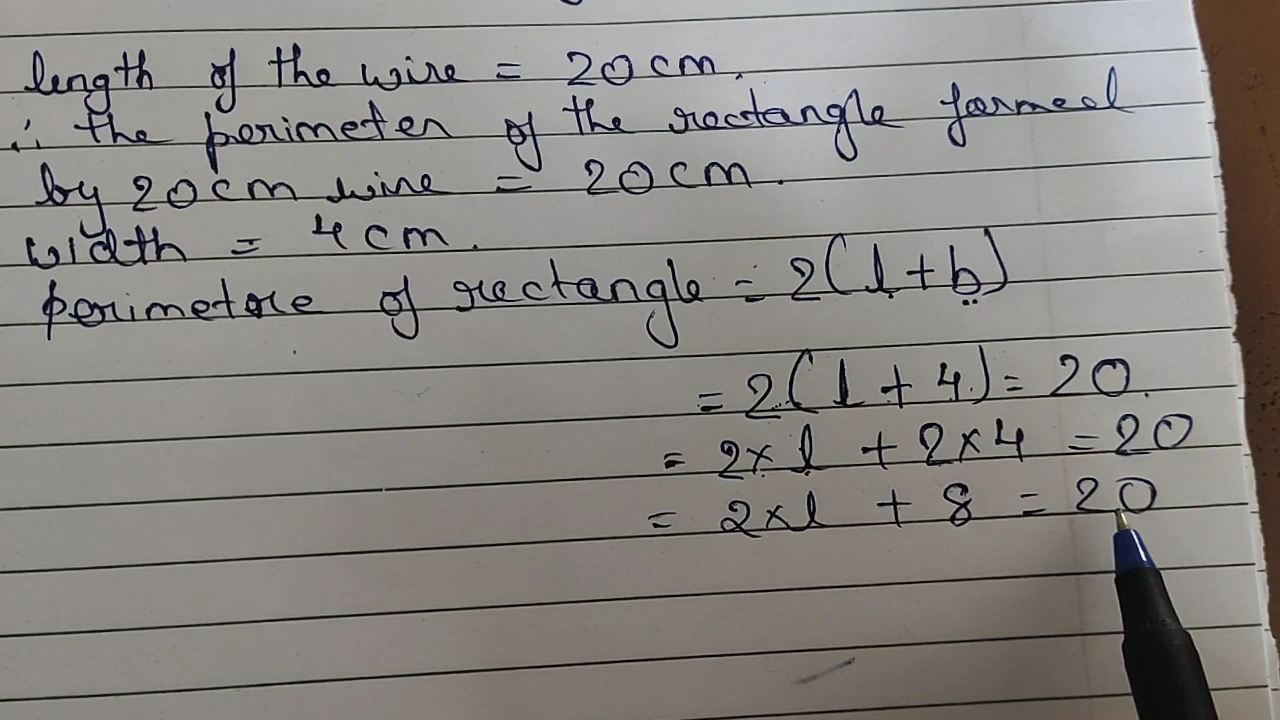 length of the wire = 20 cm.
∴ the perimeter of the rectangle formed
by 20 cm wire = 20 cm.
width = 4 cm.
perimetore of rectangle = 2(l + b)
= 2(l + 4) = 20.
= 2 × l + 2 × 4 = 20
= 2 × l + 8 = 20